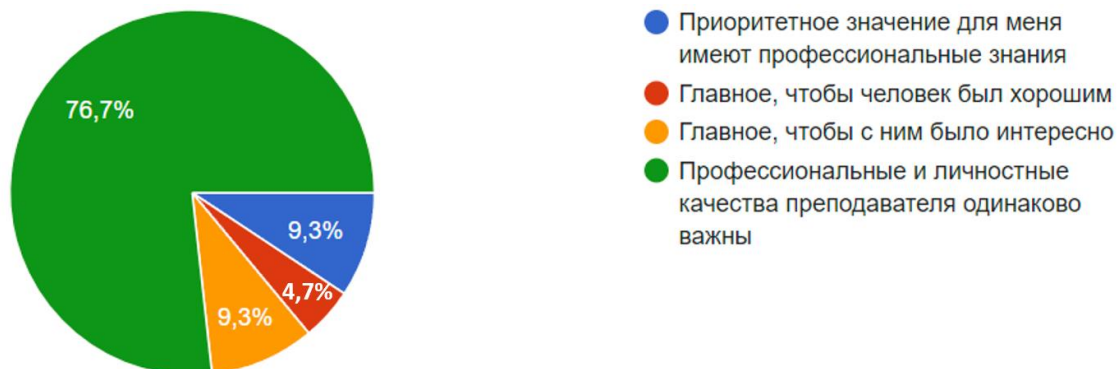 76,7%
9,3%
4,7%
9,3%
Приоритетное значение для меня
имеют профессиональные знания
Главное, чтобы человек был хорошим
Главное, чтобы с ним было интересно
Профессиональные и личностные
качества преподавателя одинаково
важны